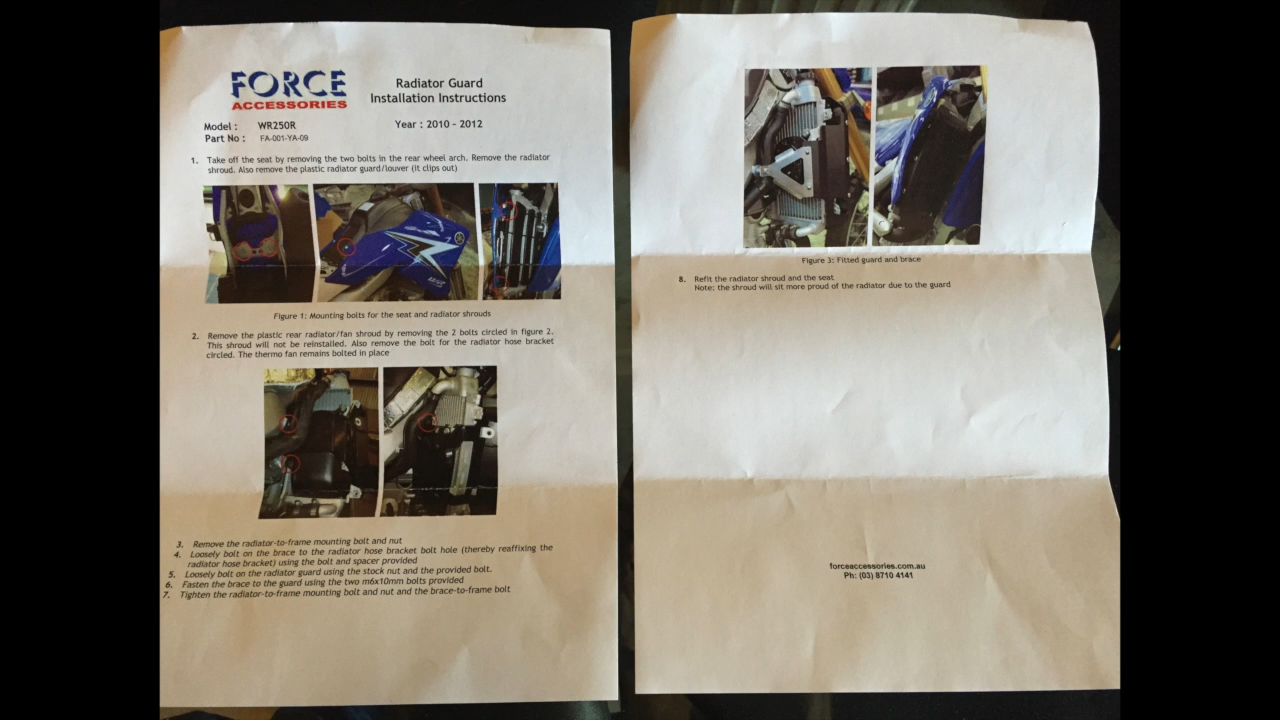 FORCE
ACCESSORIES
Radiator Guard
Installation Instructions
Model : WR250R
Year : 2010 - 2012
Part No : FA-001-YA-09
1. Take off the seat by removing the two bolts in the rear wheel arch. Remove the radiator
shroud. Also remove the plastic radiator guard/louver (it clips out)
Figure 1: Mounting bolts for the seat and radiator shrouds
2. Remove the plastic rear radiator/fan shroud by removing the 2 bolts circled in figure 2.
This shroud will not be reinstalled. Also remove the bolt for the radiator hose bracket
circled. The thermo fan remains bolted in place
3. Remove the radiator-to-frame mounting bolt and nut
4. Loosely bolt on the brace to the radiator hose bracket bolt hole (thereby reaffixing the
radiator hose bracket) using the bolt and spacer provided
5. Loosely bolt on the radiator guard using the stock nut and the provided bolt.
6. Fasten the brace to the guard using the two m6x10mm bolts provided
7. Tighten the radiator-to-frame mounting bolt and nut and the brace-to-frame bolt
Figure 3: Fitted guard and brace
8. Refit the radiator shroud and the seat
Note: the shroud will sit more proud of the radiator due to the guard
forceaccessories.com.au
Ph: (03) 8710 4141